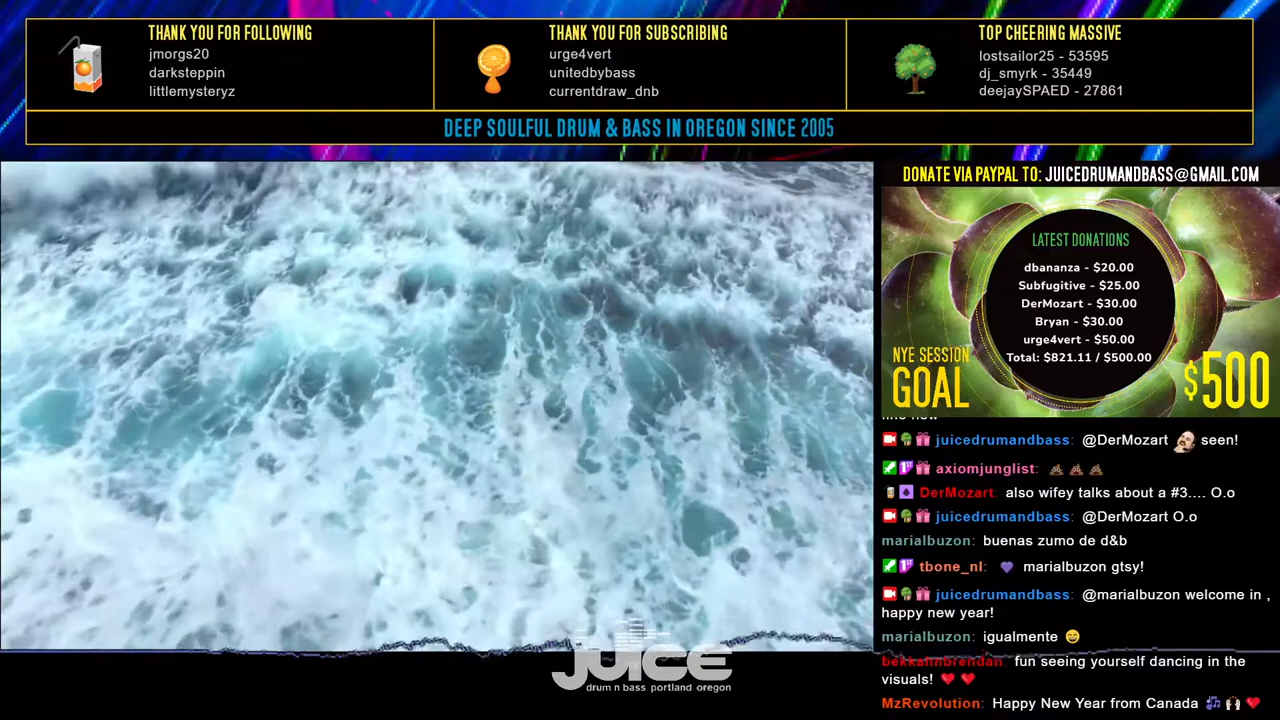 THANK YOU FOR FOLLOWING
jmorgs20
darksteppin
littlemysteryz
THANK YOU FOR SUBSCRIBING
urge4vert
unitedbybass
currentdraw_dnb
TOP CHEERING MASSIVE
lostsailor25 - 53595
dj_smyrk - 35449
deejaySPAED - 27861
DEEP SOULFUL DRUM & BASS IN OREGON SINCE 2005
DONATE VIA PAYPAL TO: JUICEDRUMANDBASS@GMAIL.COM
LATEST DONATIONS
dbananza - $20.00
Subfugitive - $25.00
DerMozart - $30.00
Bryan - $30.00
urge4vert - $50.00
Total: $821.11 / $500.00
NYE SESSION
GOAL
$500
juicedrumandbass: @DerMozart seen!
axiomjunglist: 💩 💩 💩
DerMozart: also wifey talks about a #3.... O.o
juicedrumandbass: @DerMozart O.o
marialbuzon: buenas zumo de d&b
tbone_nl: 💜 marialbuzon gtsy!
juicedrumandbass: @marialbuzon welcome in ,
happy new year!
marialbuzon: igualmente 😄
bekkahnbrendan: fun seeing yourself dancing in the
visuals! ❤️ ❤️
MzRevolution: Happy New Year from Canada 🎶 🙌 ❤️
JUICE
drum n bass portland oregon